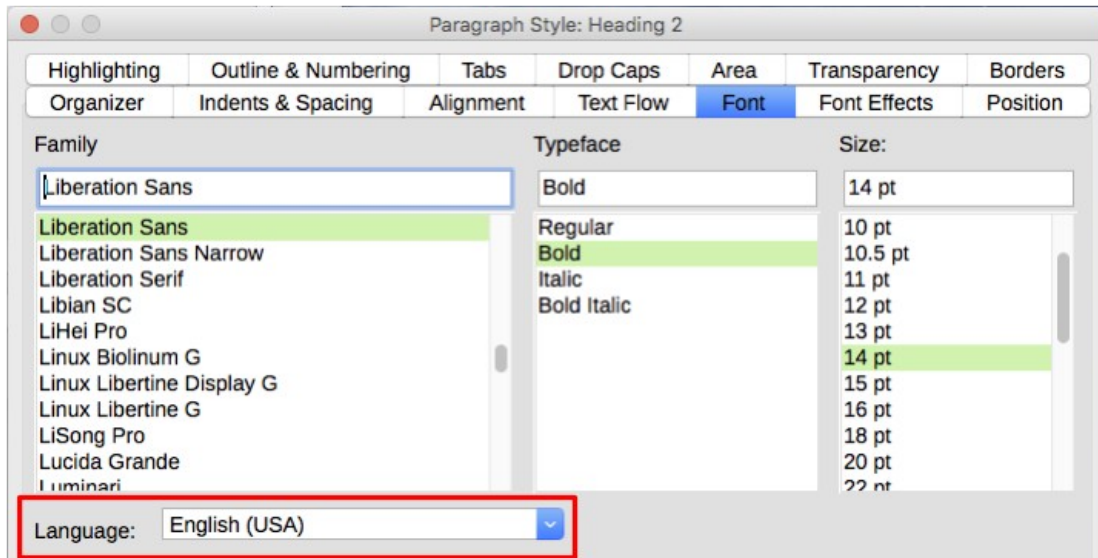 Paragraph Style: Heading 2
Highlighting Outline & Numbering Tabs Drop Caps Area Transparency Borders
Organizer Indents & Spacing Alignment Text Flow Font Font Effects Position
Family Typeface Size:
Liberation Sans Bold 14 pt
Liberation Sans Regular 10 pt
Liberation Sans Narrow Bold 10.5 pt
Liberation Serif Italic 11 pt
Libian SC Bold Italic 12 pt
LiHei Pro 13 pt
Linux Biolinum G 14 pt
Linux Libertine Display G 15 pt
Linux Libertine G 16 pt
LiSong Pro 18 pt
Lucida Grande 20 pt
Luminari 22 pt
Language: English (USA)